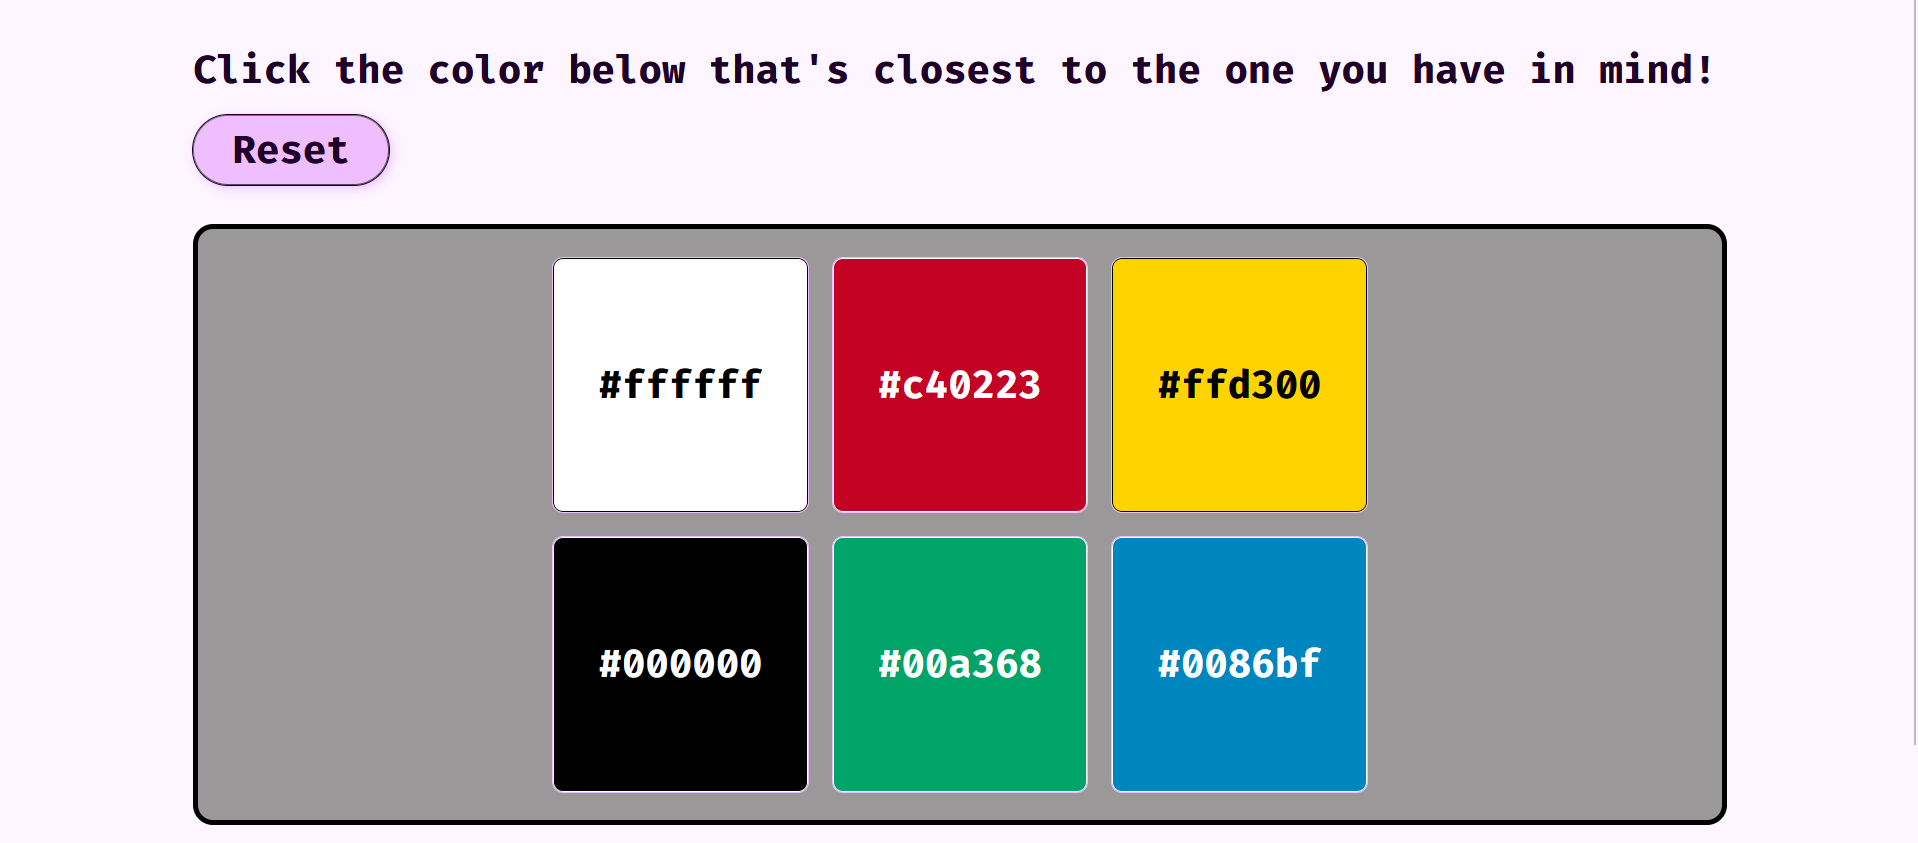 Click the color below that's closest to the one you have in mind!
Reset
#ffffff #c40223 #ffd300
#000000 #00a368 #0086bf